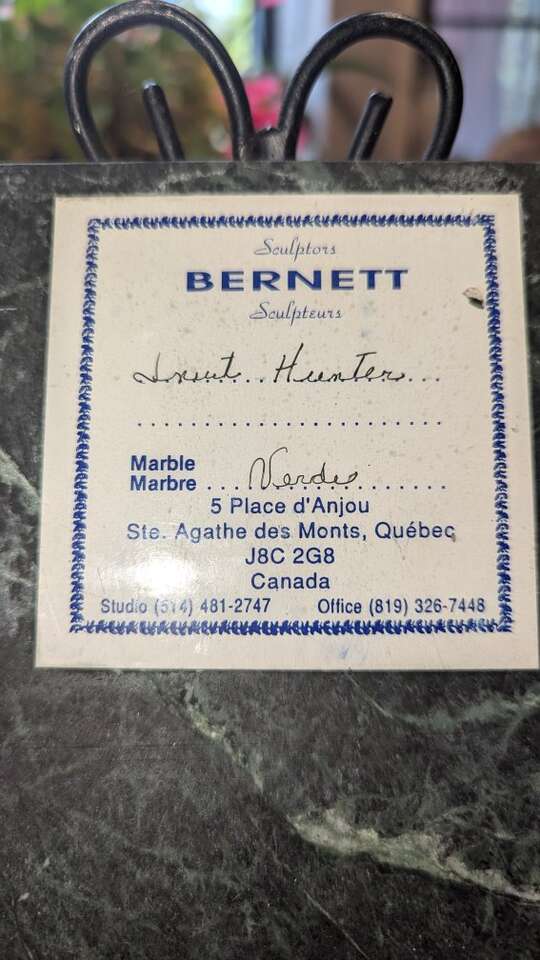 Sculptors
BERNETT
Sculpteurs
Inuit Hunter
Marble
Marbre Verde
5 Place d'Anjou
Ste. Agathe des Monts, Québec
J8C 2G8
Canada
Studio (514) 481-2747 Office (819) 326-7448